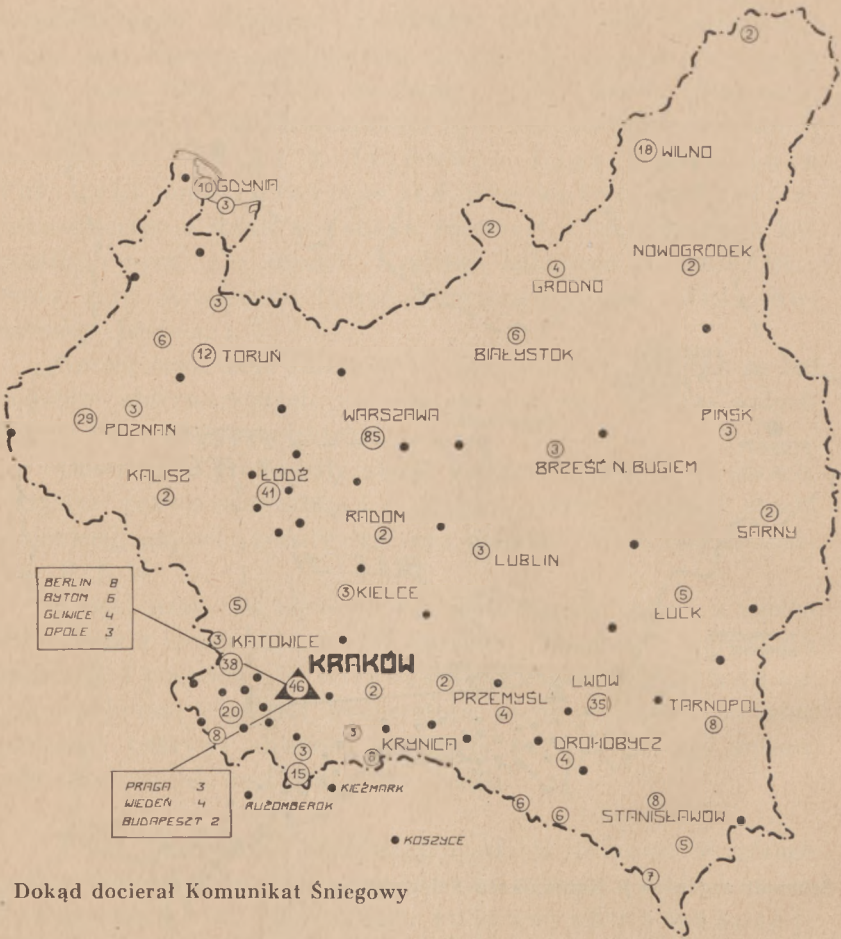 2
18 WILNO
10 GDYNIA
3
2
NOWOGRÓDEK
2
4
GRODNO
3
6
12 TORUŃ
6
BIAŁYSTOK
29
3
POZNAŃ
WARSZAWA
85
PIŃSK
3
3
BRZEŚĆ N. BUGIEM
KALISZ
2
ŁÓDŹ
41
RADOM
2
2
SARNY
3 LUBLIN
BERLIN 8
BYTOM 6
GLIWICE 4
OPOLE 3
5
3 KIELCE
5
ŁUCK
3 KATOWICE
38
KRAKÓW
46
2
2
PRZEMYŚL
4
LWÓW
35
TARNOPOL
8
20
8
3
3
KRYNICA
8
DROHOBYCZ
4
15
PRAGA 3
WIEDEŃ 4
BUDAPESZT 2
RUŻOMBEROK
KIEŻMARK
KOSZYCE
6
6
8
STANISŁAWÓW
5
7
Dokąd docierał Komunikat Śniegowy